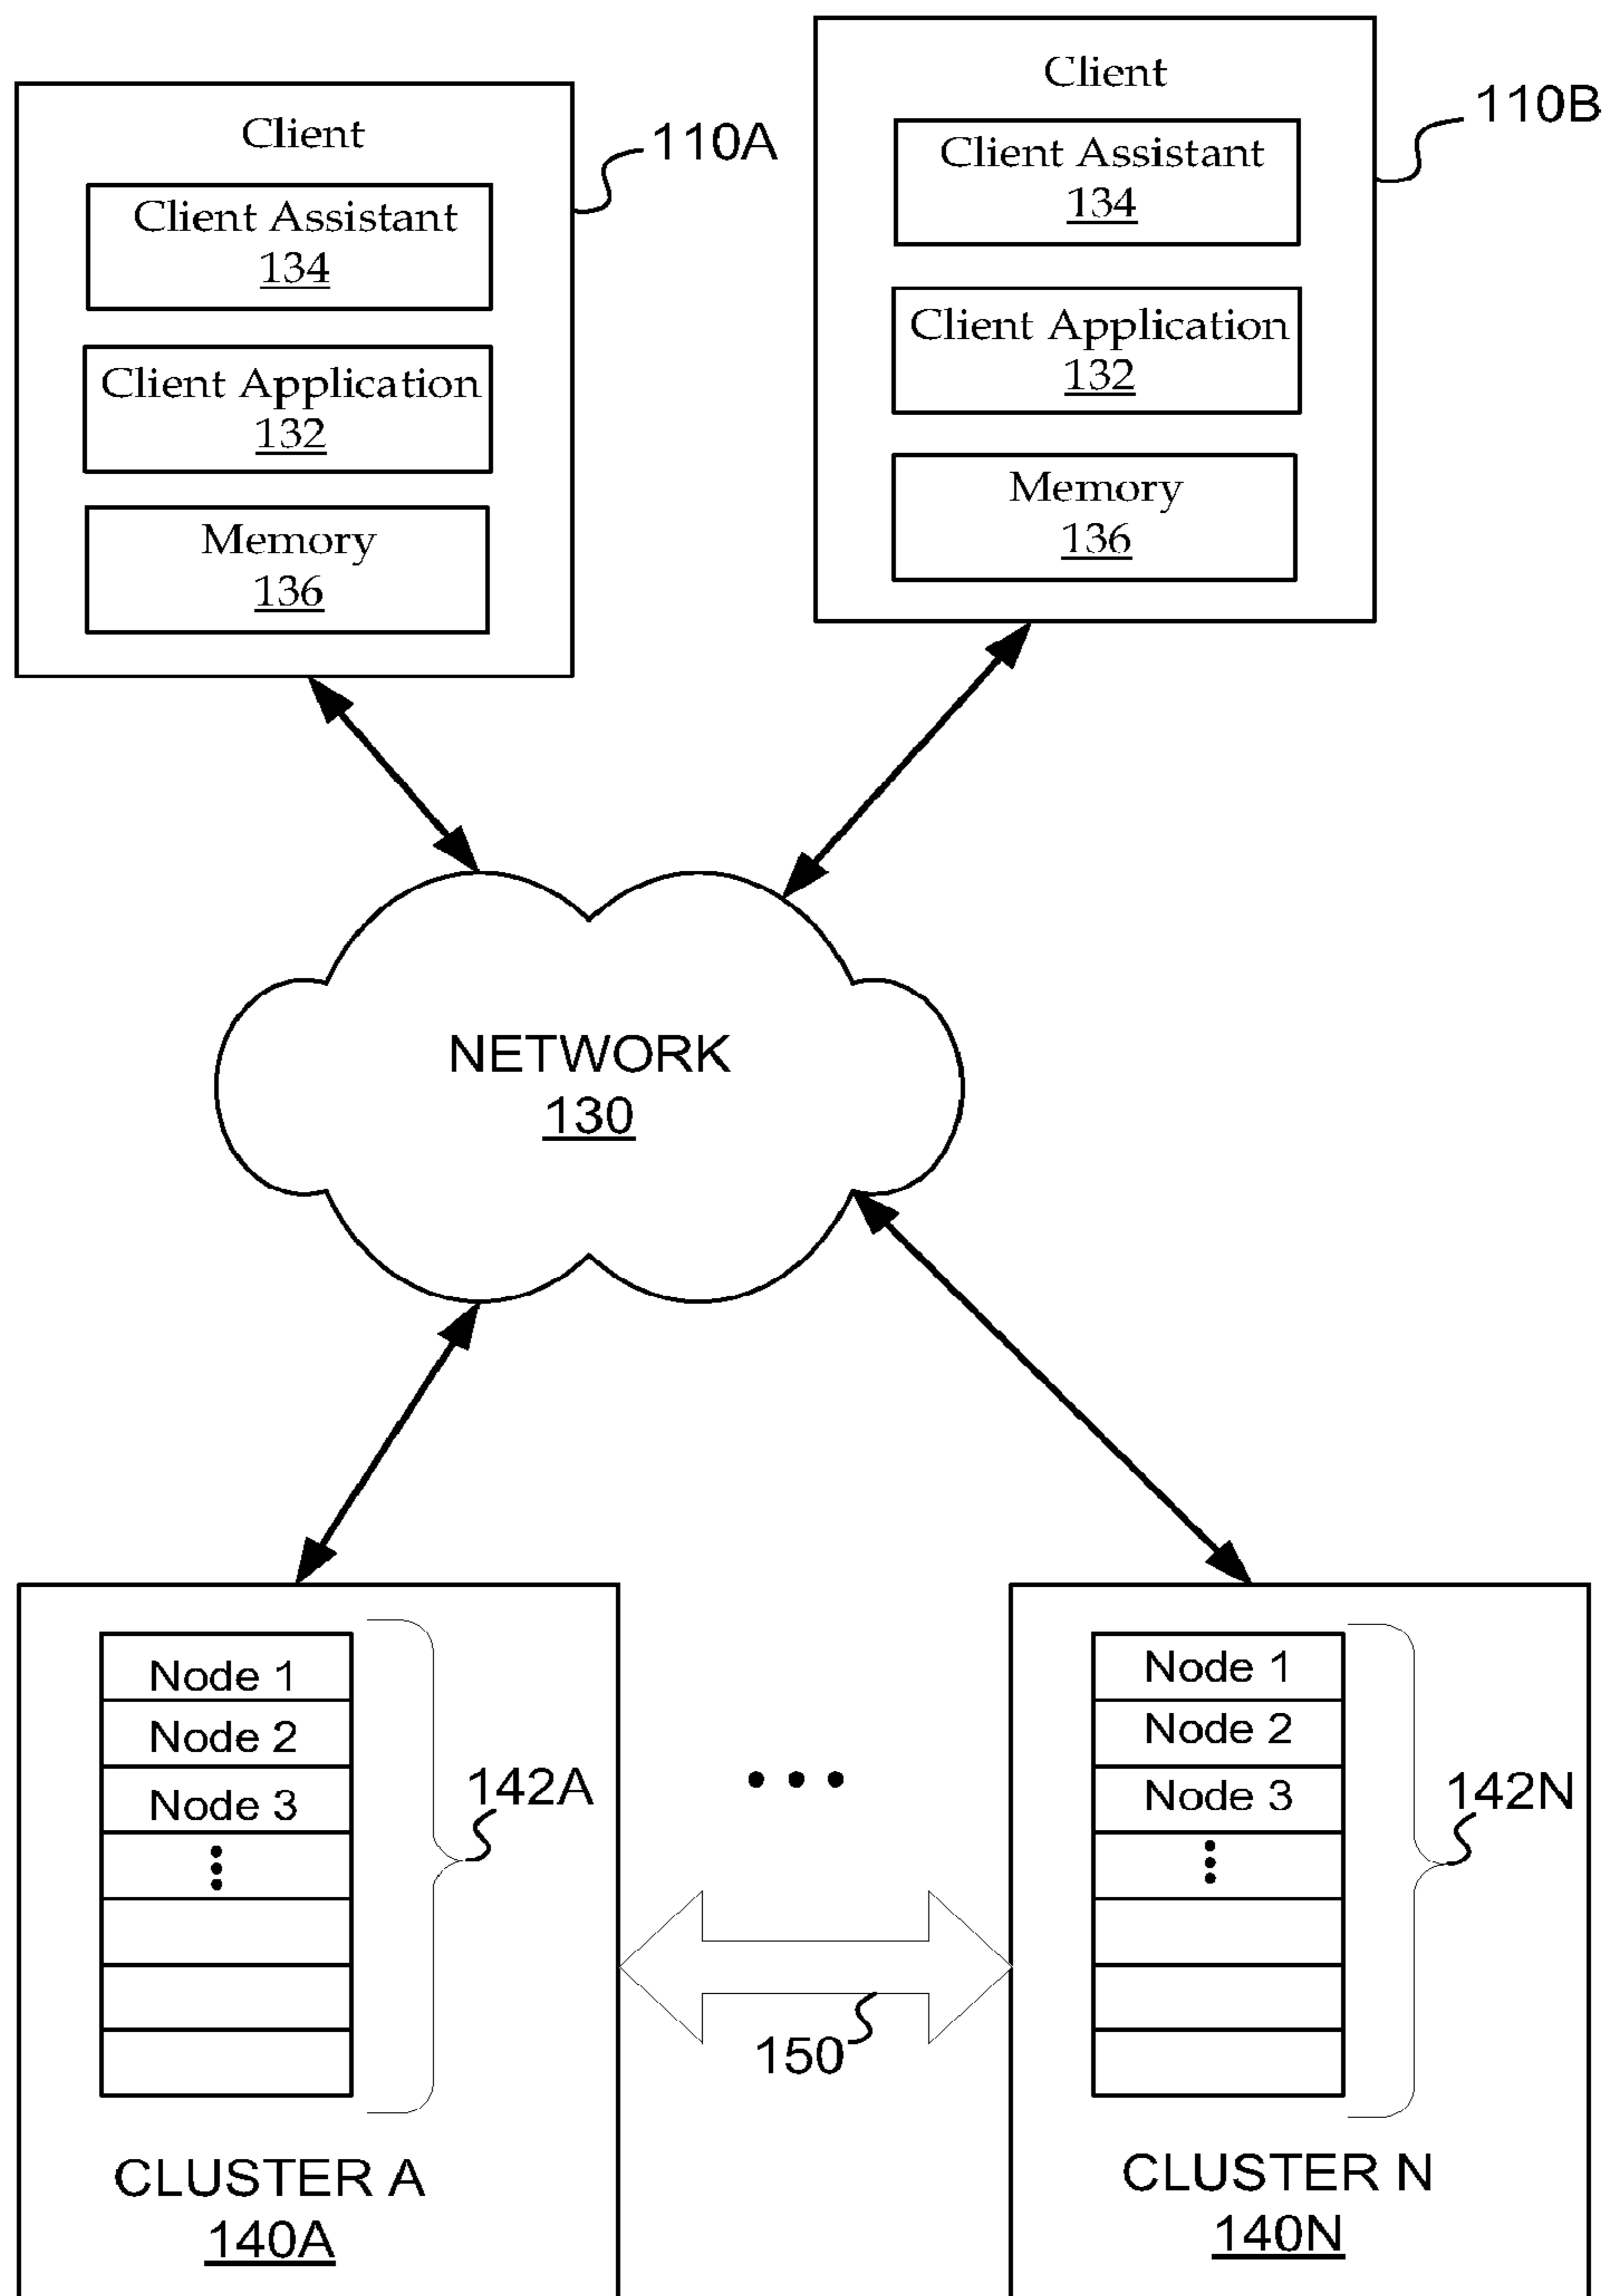 Client
110A
Client Assistant
134
Client Application
132
Memory
136
Client
110B
Client Assistant
134
Client Application
132
Memory
136
NETWORK
130
Node 1
Node 2
Node 3
142A
CLUSTER A
140A
150
Node 1
Node 2
Node 3
142N
CLUSTER N
140N